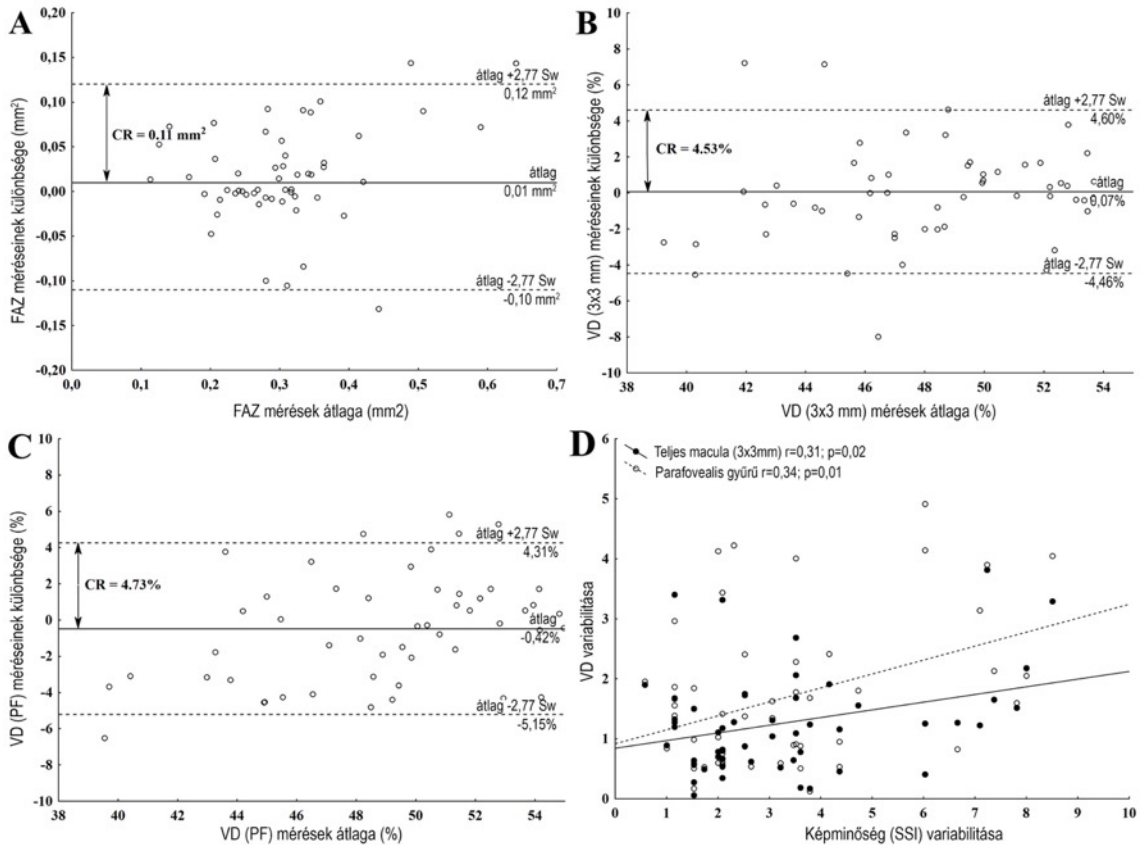 A
FAZ méréseinek különbsége (mm²)
0,20
0,15
0,10
0,05
0,00
-0,05
-0,10
-0,15
-0,20
átlag +2,77 Sw
0,12 mm²
CR = 0.11 mm²
átlag
0,01 mm²
átlag -2,77 Sw
-0,10 mm²
0,0 0,1 0,2 0,3 0,4 0,5 0,6 0,7
FAZ mérések átlaga (mm2)
B
VD (3x3 mm) méréseinek különbsége (%)
10
8
6
4
2
0
-2
-4
-6
-8
-10
átlag +2,77 Sw
4,60%
CR = 4.53%
átlag
0,07%
átlag -2,77 Sw
-4,46%
38 40 42 44 46 48 50 52 54
VD (3x3 mm) mérések átlaga (%)
C
VD (PF) méréseinek különbsége (%)
10
8
6
4
2
0
-2
-4
-6
-8
-10
átlag +2,77 Sw
4,31%
CR = 4.73%
átlag
-0,42%
átlag -2,77 Sw
-5,15%
38 40 42 44 46 48 50 52 54
VD (PF) mérések átlaga (%)
D
Teljes macula (3x3mm) r=0,31; p=0,02
Parafovealis gyűrű r=0,34; p=0,01
VD variabilitása
6
5
4
3
2
1
0
0 1 2 3 4 5 6 7 8 9 10
Képminőség (SSI) variabilitása